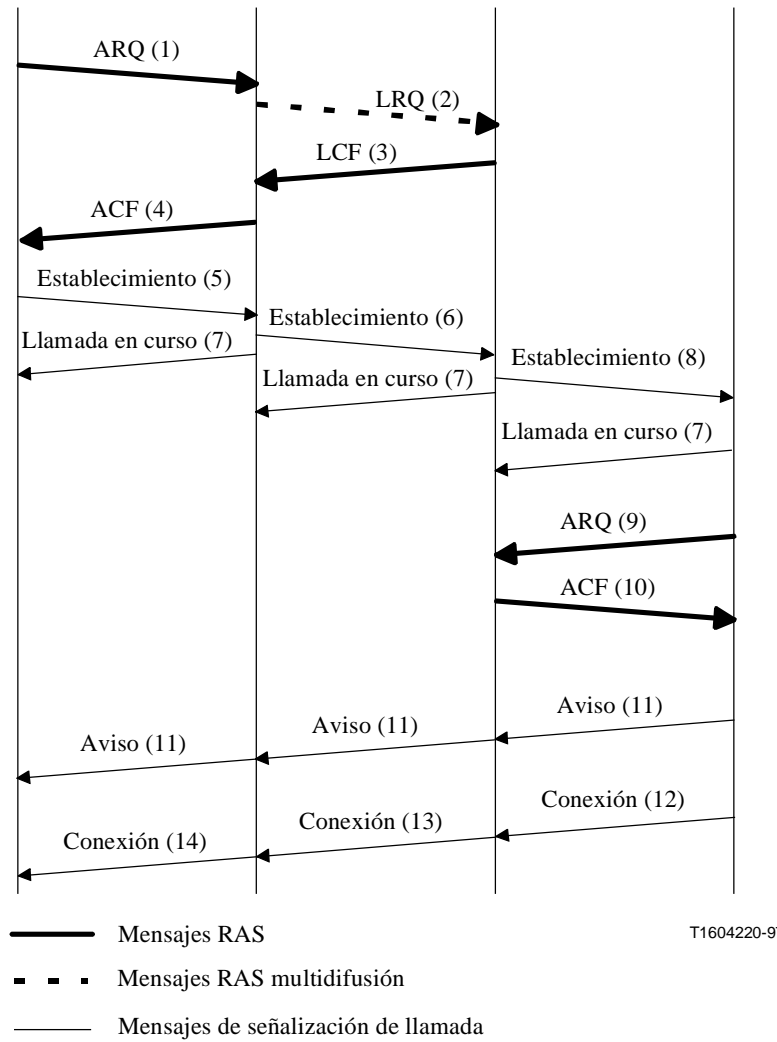 ARQ (1)
LRQ (2)
LCF (3)
ACF (4)
Establecimiento (5)
Establecimiento (6)
Llamada en curso (7)
Establecimiento (8)
Llamada en curso (7)
Llamada en curso (7)
ARQ (9)
ACF (10)
Aviso (11)
Aviso (11)
Aviso (11)
Conexión (12)
Conexión (13)
Conexión (14)
Mensajes RAS
T1604220-97
Mensajes RAS multidifusión
Mensajes de señalización de llamada